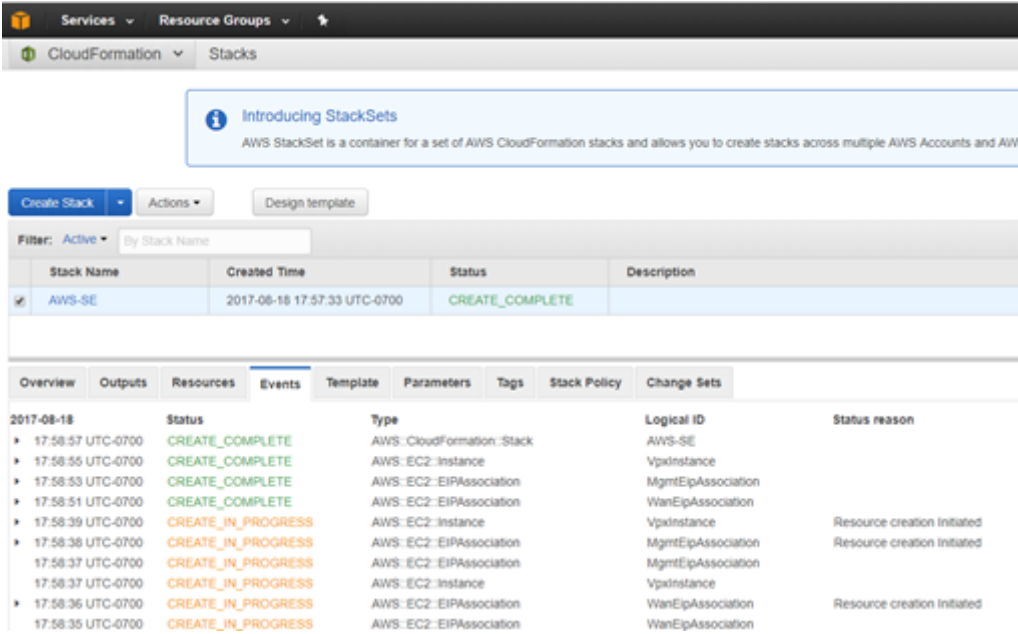 Services Resource Groups
CloudFormation Stacks
Introducing StackSets
AWS StackSet is a container for a set of AWS CloudFormation stacks and allows you to create stacks across multiple AWS Accounts and AW
Create Stack Actions Design template
Filter: Active By Stack Name
Stack Name Created Time Status Description
AWS-SE 2017-08-18 17:57:33 UTC-0700 CREATE_COMPLETE
Overview Outputs Resources Events Template Parameters Tags Stack Policy Change Sets
2017-08-18 Status Type Logical ID Status reason
17:58:57 UTC-0700 CREATE_COMPLETE AWS::CloudFormation::Stack AWS-SE
17:58:55 UTC-0700 CREATE_COMPLETE AWS::EC2::Instance VpxInstance
17:58:53 UTC-0700 CREATE_COMPLETE AWS::EC2::EIPAssociation MgmtEipAssociation
17:58:51 UTC-0700 CREATE_COMPLETE AWS::EC2::EIPAssociation WanEipAssociation
17:58:39 UTC-0700 CREATE_IN_PROGRESS AWS::EC2::Instance VpxInstance Resource creation Initiated
17:58:38 UTC-0700 CREATE_IN_PROGRESS AWS::EC2::EIPAssociation MgmtEipAssociation Resource creation Initiated
17:58:37 UTC-0700 CREATE_IN_PROGRESS AWS::EC2::EIPAssociation MgmtEipAssociation
17:58:37 UTC-0700 CREATE_IN_PROGRESS AWS::EC2::Instance VpxInstance
17:58:36 UTC-0700 CREATE_IN_PROGRESS AWS::EC2::EIPAssociation WanEipAssociation Resource creation Initiated
17:58:35 UTC-0700 CREATE_IN_PROGRESS AWS::EC2::EIPAssociation WanEipAssociation